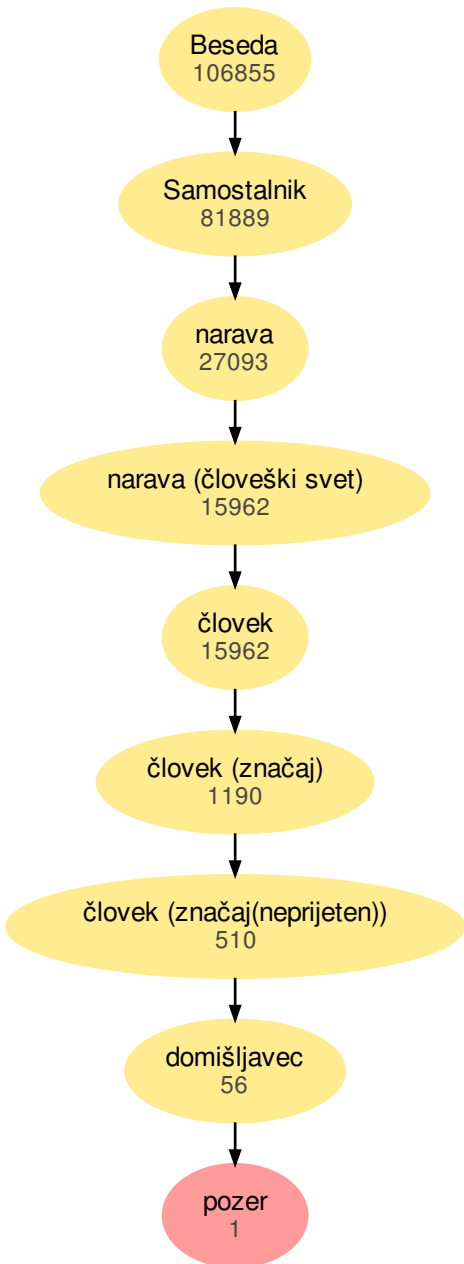 Beseda
106855
Samostalnik
81889
narava
27093
narava (človeški svet)
15962
človek
15962
človek (značaj)
1190
človek (značaj(neprijeten))
510
domišljavec
56
pozer
1